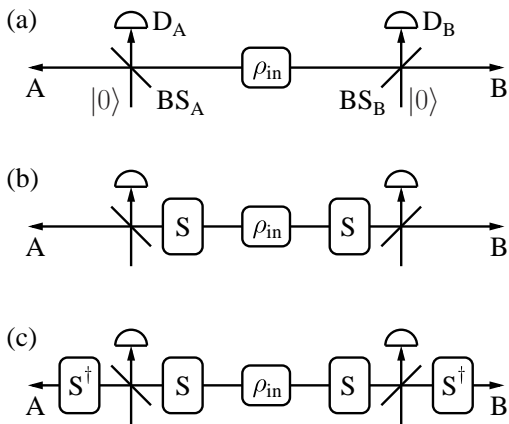 (a)
D_A D_B
ρ_in
A B
|0⟩ BS_A BS_B |0⟩
(b)
S ρ_in S
A B
(c)
S† S ρ_in S S†
A B